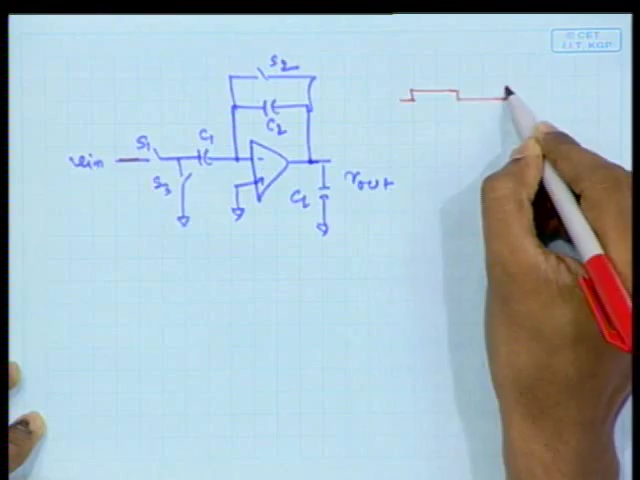 © CET
I.I.T. KGP
S2
C2
S1
C1
Vin
S3
CL
Vout